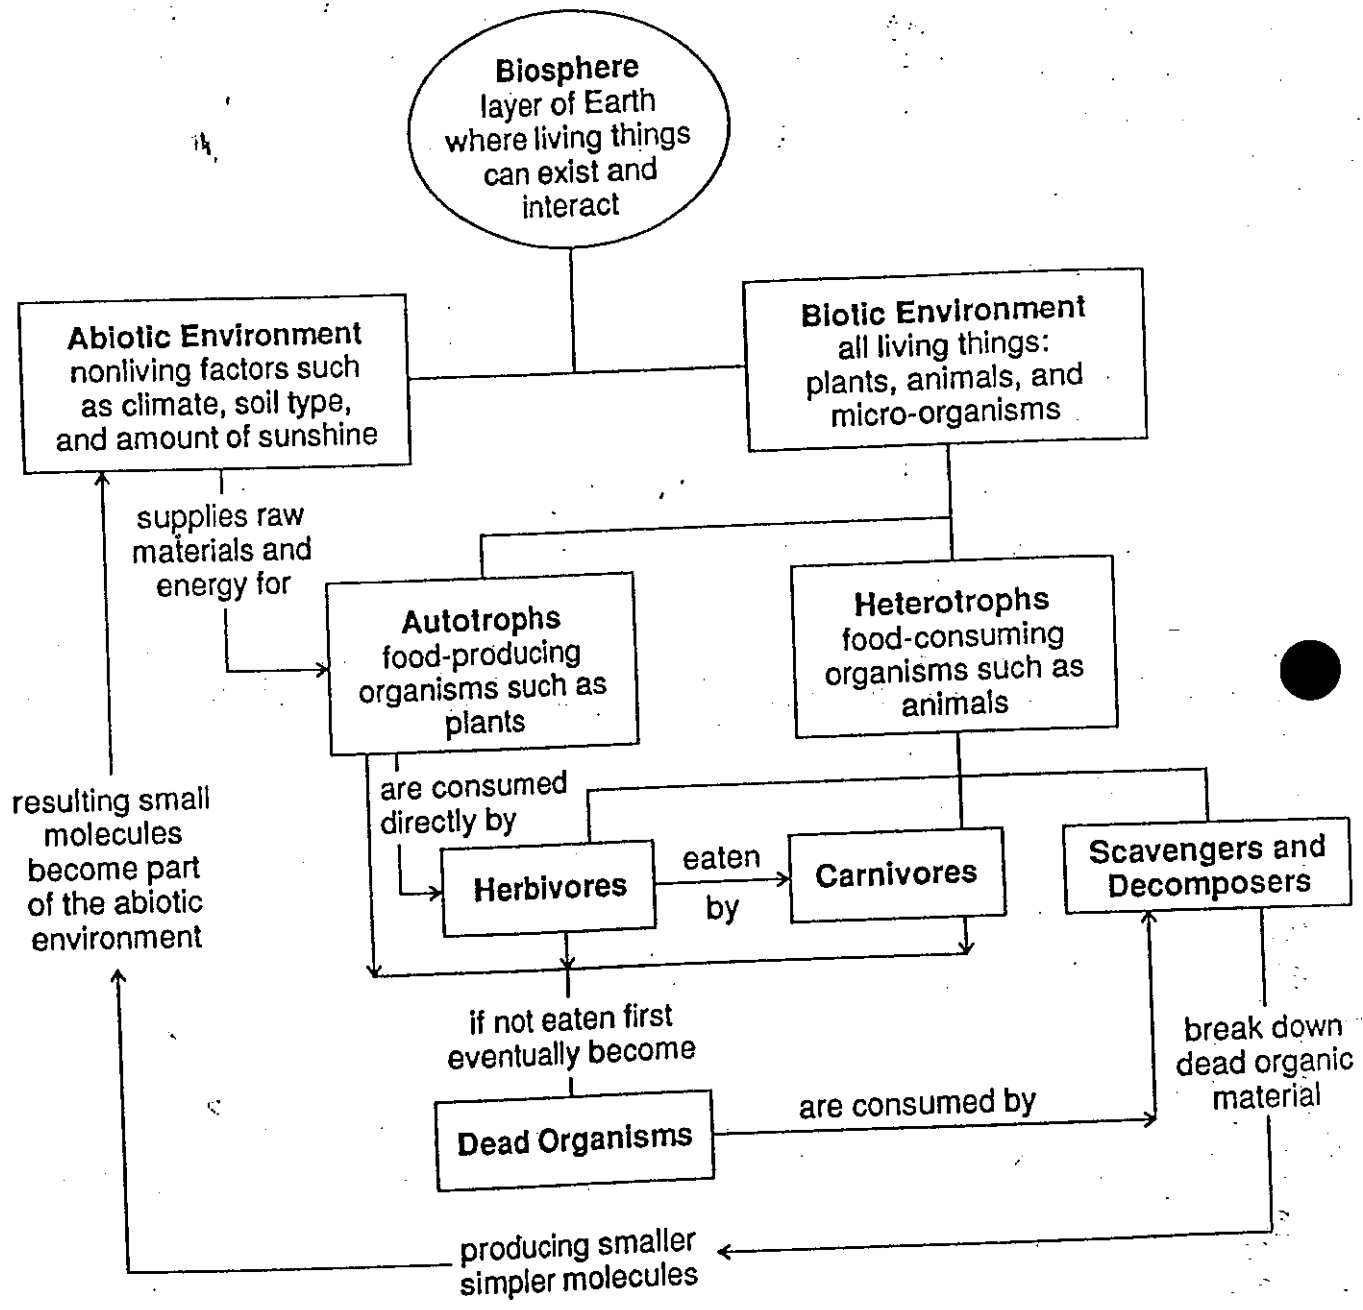 Biosphere
layer of Earth
where living things
can exist and
interact
Abiotic Environment
nonliving factors such
as climate, soil type,
and amount of sunshine
Biotic Environment
all living things:
plants, animals, and
micro-organisms
supplies raw
materials and
energy for
Autotrophs
food-producing
organisms such as
plants
Heterotrophs
food-consuming
organisms such as
animals
are consumed
directly by
resulting small
molecules
become part
of the abiotic
environment
Herbivores
eaten
by
Carnivores
Scavengers and
Decomposers
if not eaten first
eventually become
break down
dead organic
material
Dead Organisms
are consumed by
producing smaller
simpler molecules